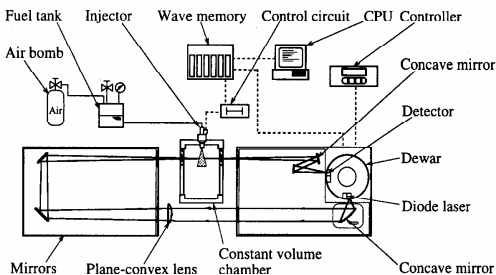 Fuel tank
Injector
Wave memory
Control circuit
CPU
Controller
Air bomb
Air
Concave mirror
Detector
Dewar
Diode laser
Mirrors
Plane-convex lens
Constant volume
chamber
Concave mirror